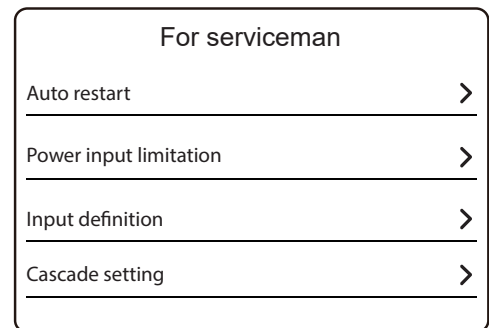 For serviceman
Auto restart
Power input limitation
Input definition
Cascade setting